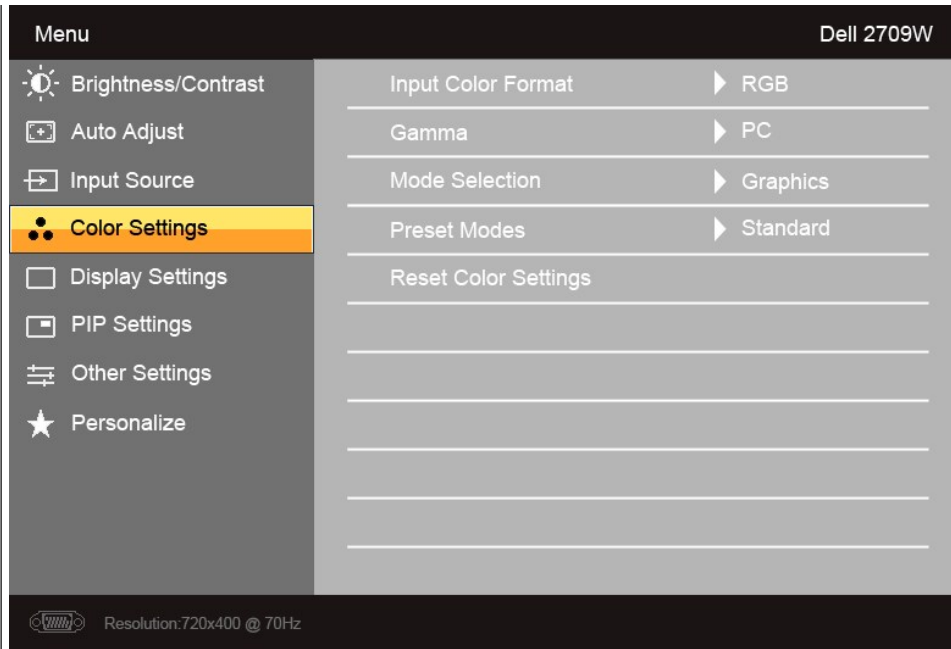 Menu Dell 2709W
Brightness/Contrast
Auto Adjust
Input Source
Color Settings
Display Settings
PIP Settings
Other Settings
Personalize
Input Color Format RGB
Gamma PC
Mode Selection Graphics
Preset Modes Standard
Reset Color Settings
Resolution:720x400 @ 70Hz